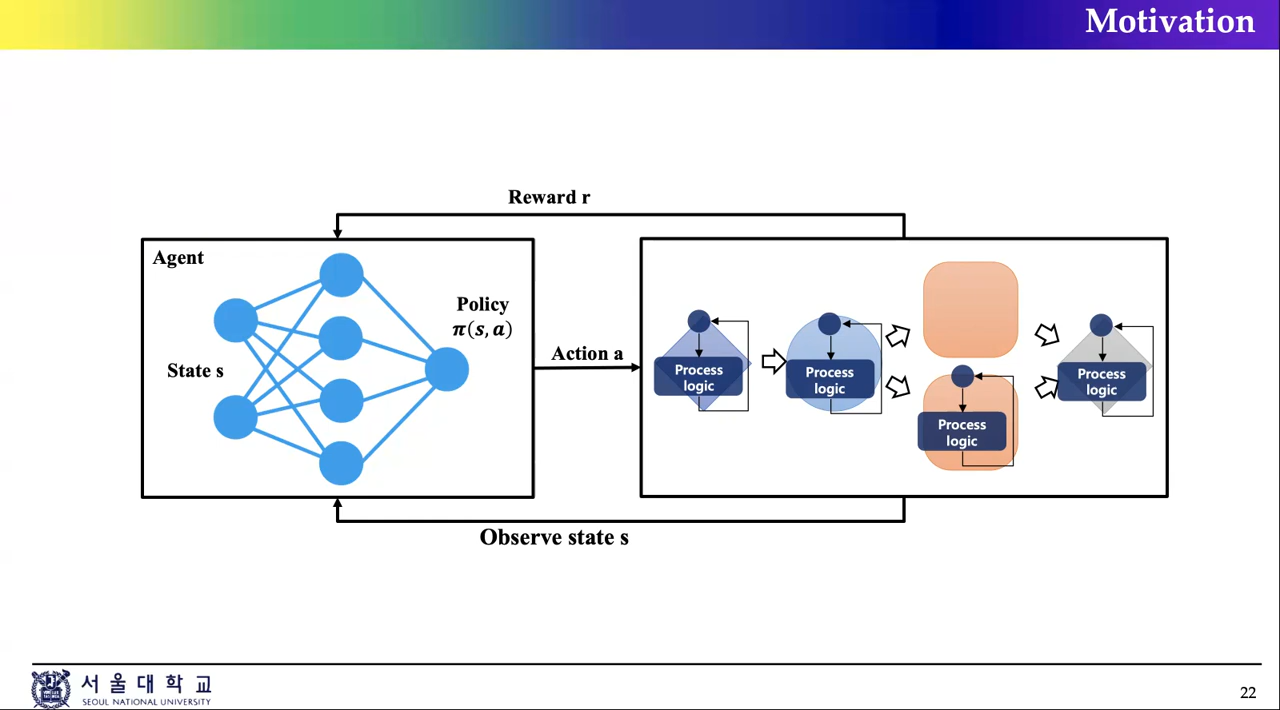 Motivation
Reward r
Agent
Policy
π(s, a)
State s
Action a
Process
logic
Process
logic
Process
logic
Process
logic
Observe state s
서울대학교
SEOUL NATIONAL UNIVERSITY
22